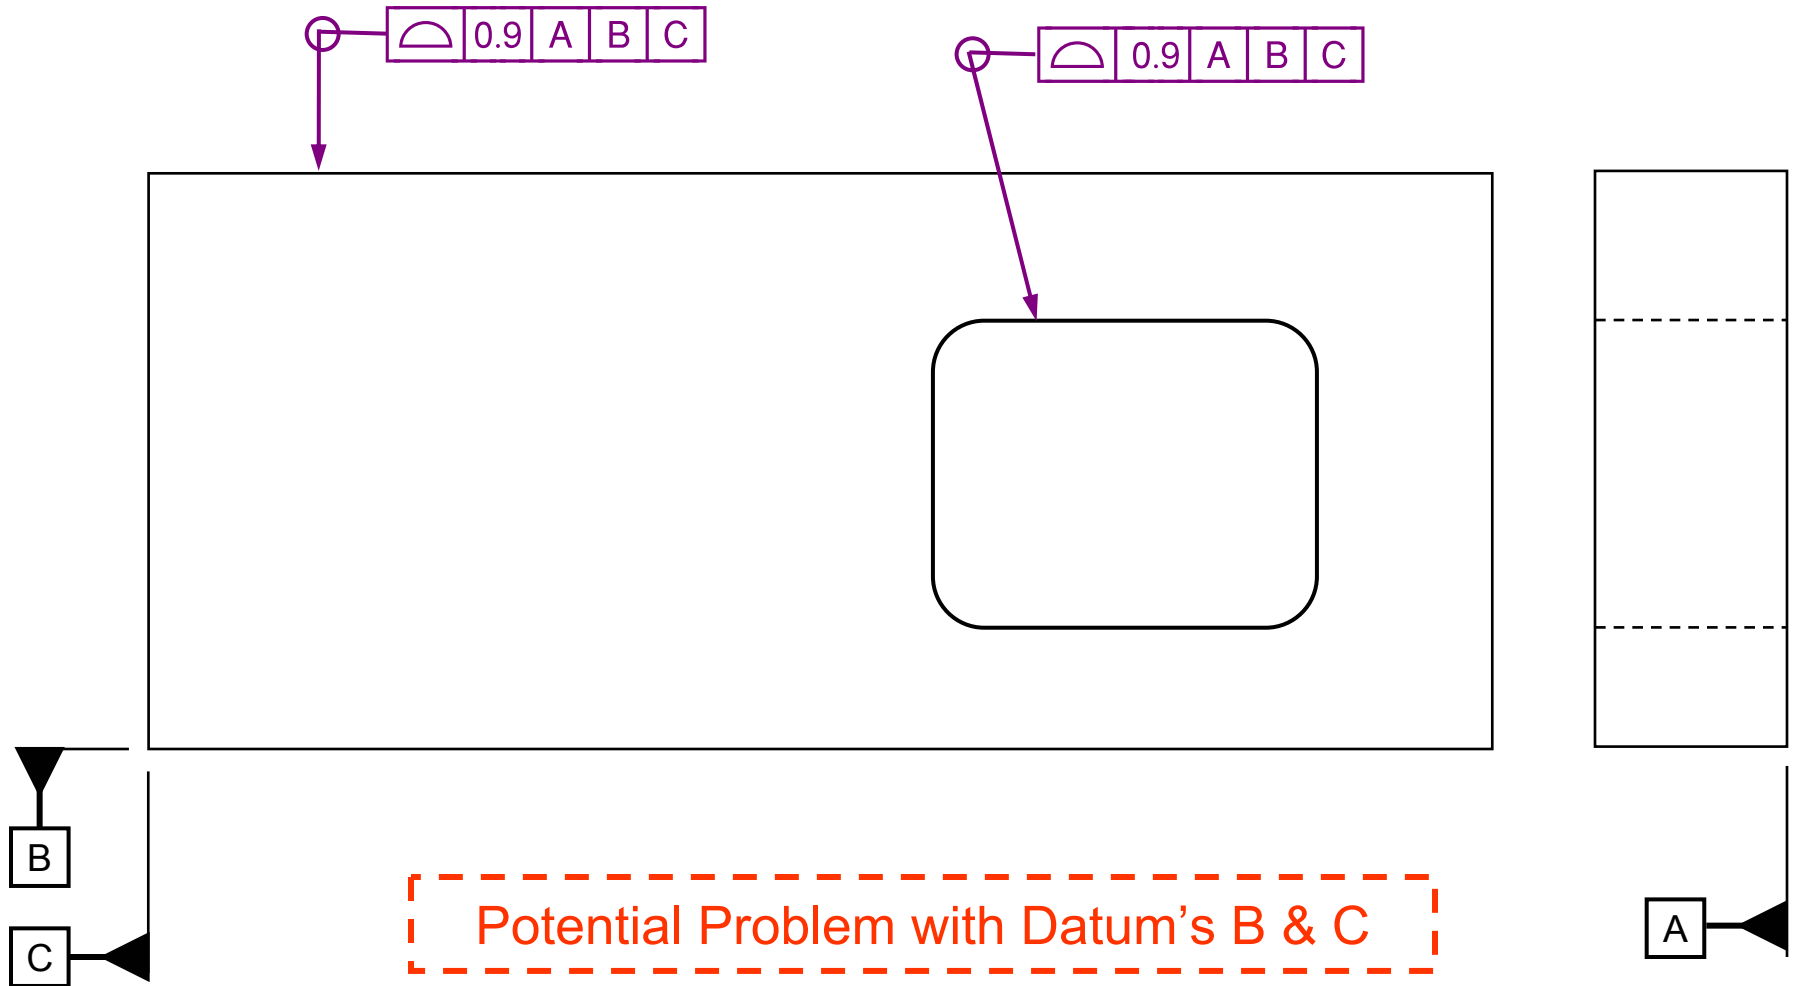 0.9 A B C
0.9 A B C
B
C
Potential Problem with Datum’s B & C
A